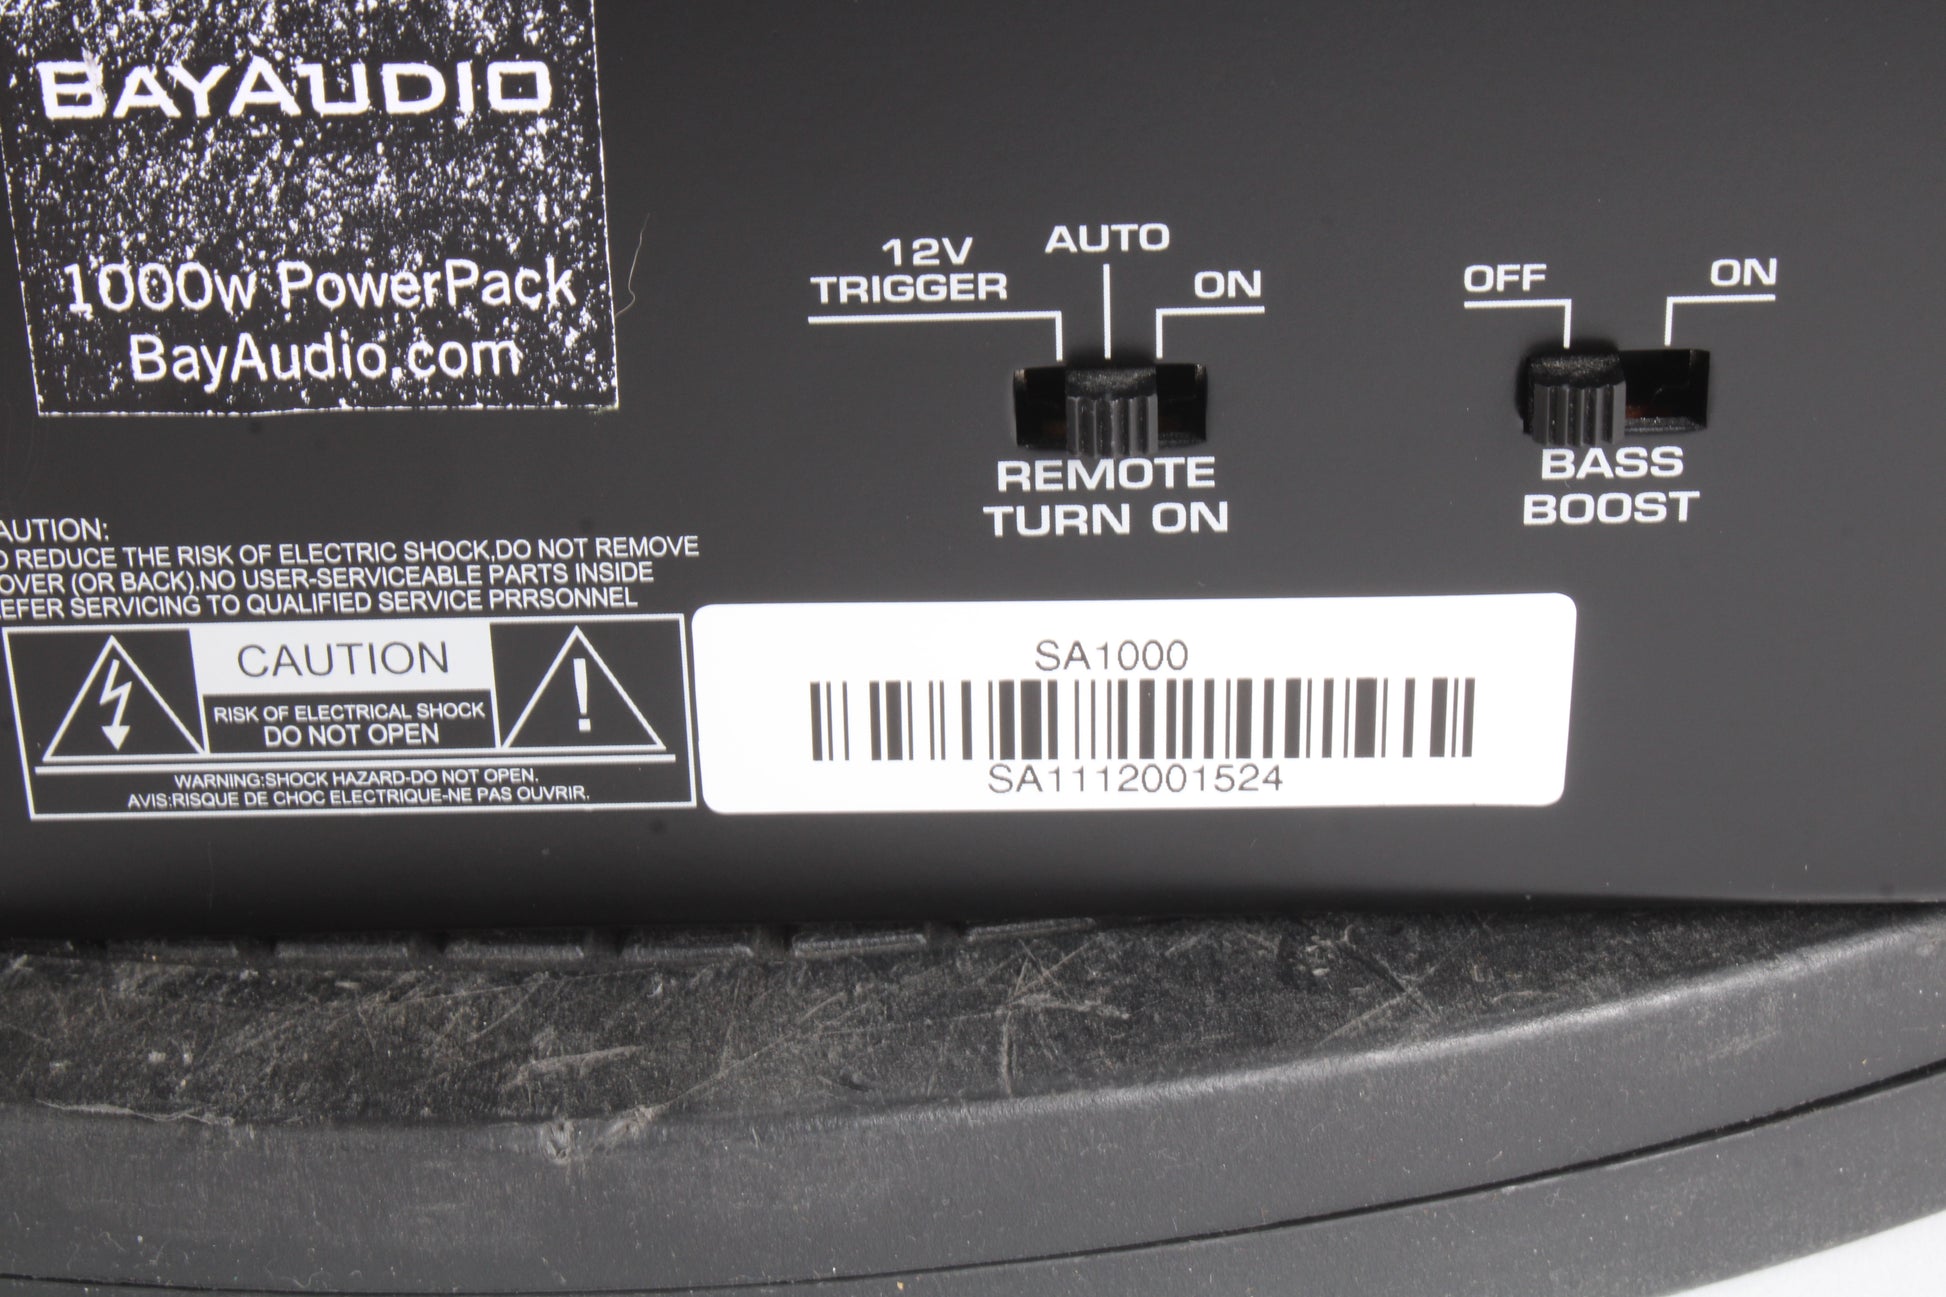 BAYAUDIO
1000w PowerPack
BayAudio.com
12V
TRIGGER
AUTO
ON
REMOTE
TURN ON
OFF
ON
BASS
BOOST
AUTION:
O REDUCE THE RISK OF ELECTRIC SHOCK,DO NOT REMOVE
OVER (OR BACK).NO USER-SERVICEABLE PARTS INSIDE
EFER SERVICING TO QUALIFIED SERVICE PRRSONNEL
CAUTION
RISK OF ELECTRICAL SHOCK
DO NOT OPEN
WARNING:SHOCK HAZARD-DO NOT OPEN.
AVIS:RISQUE DE CHOC ELECTRIQUE-NE PAS OUVRIR.
SA1000
SA1112001524